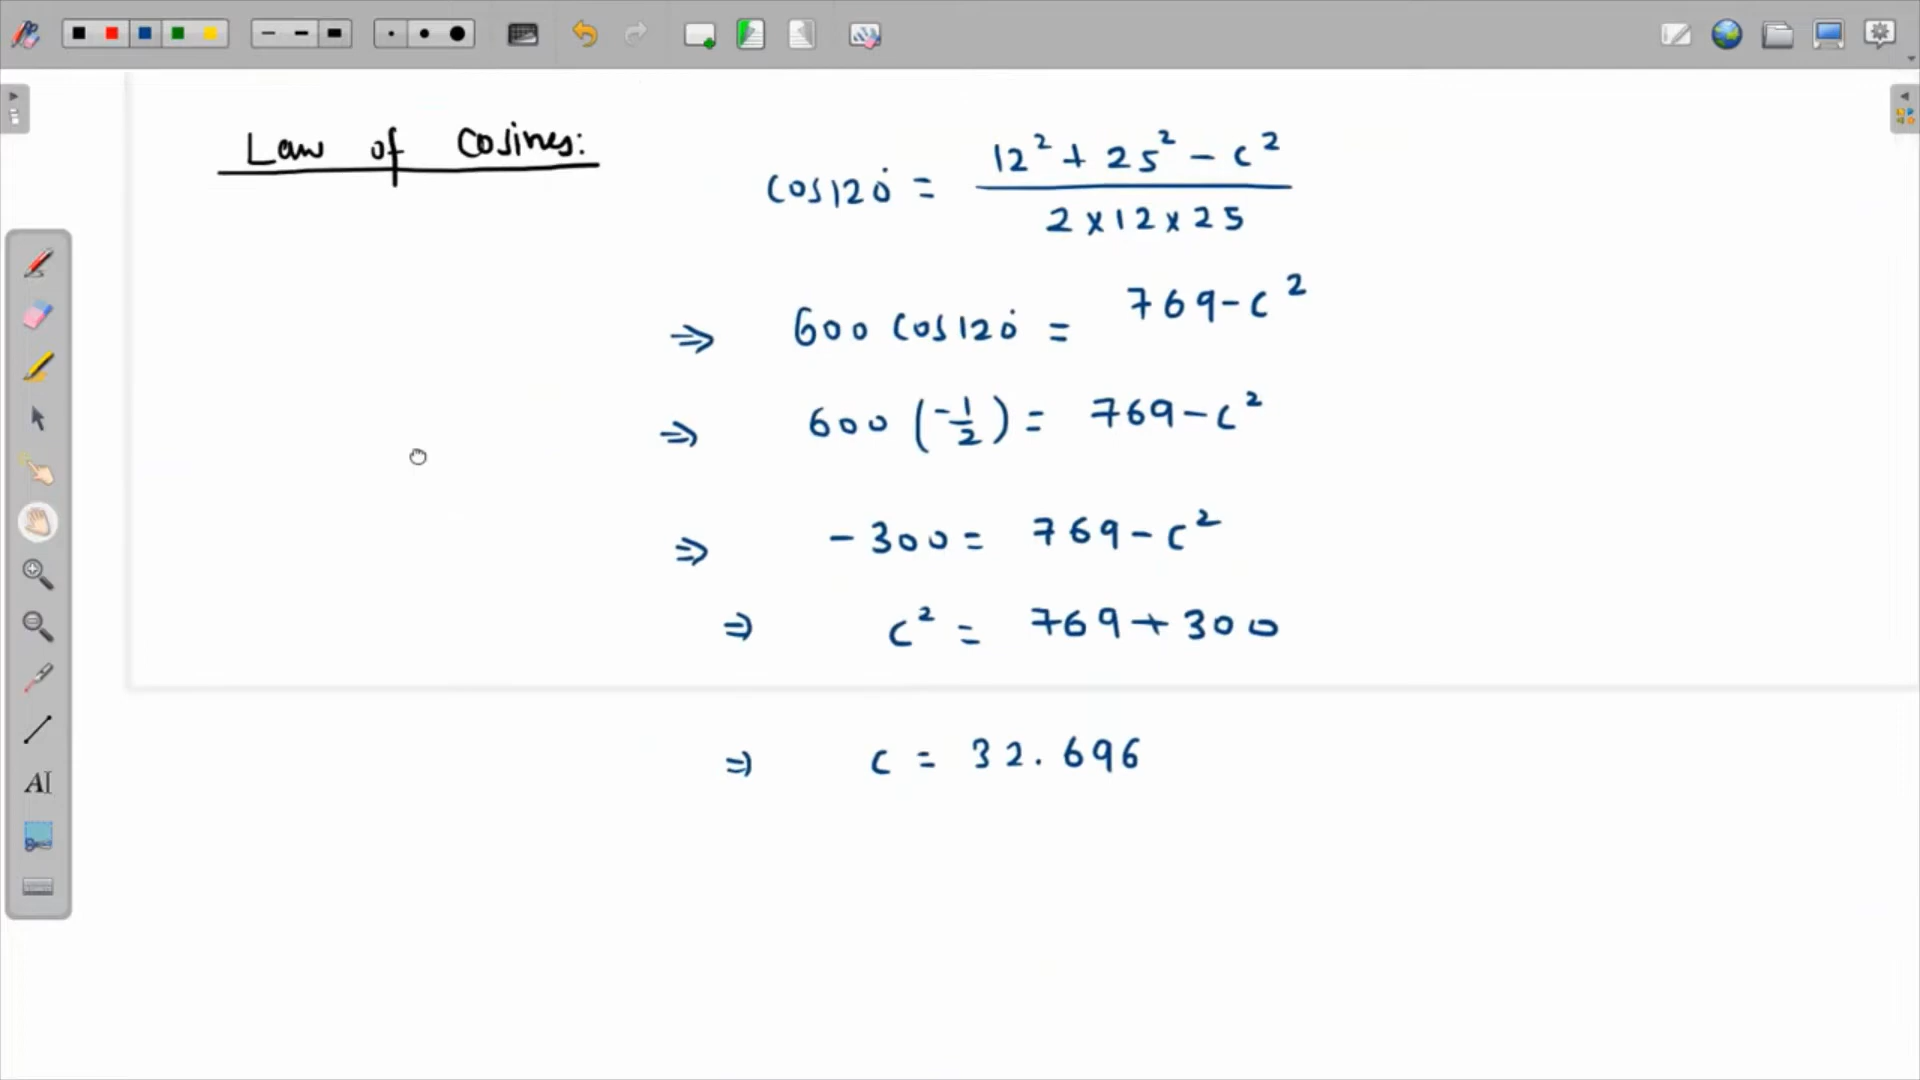 Law of Cosines:
cos120° = (12² + 25² - c²) / (2 × 12 × 25)
⇒ 600 cos120° = 769 - c²
⇒ 600 (-1/2) = 769 - c²
⇒ -300 = 769 - c²
⇒ c² = 769 + 300
⇒ c = 32.696
AI